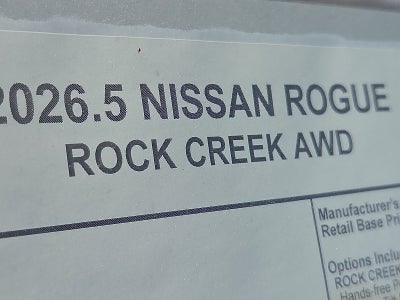 2026.5 NISSAN ROGUE
ROCK CREEK AWD
Manufacturer's
Retail Base Pri
Options Inclu
ROCK CREEK
Hands-free P